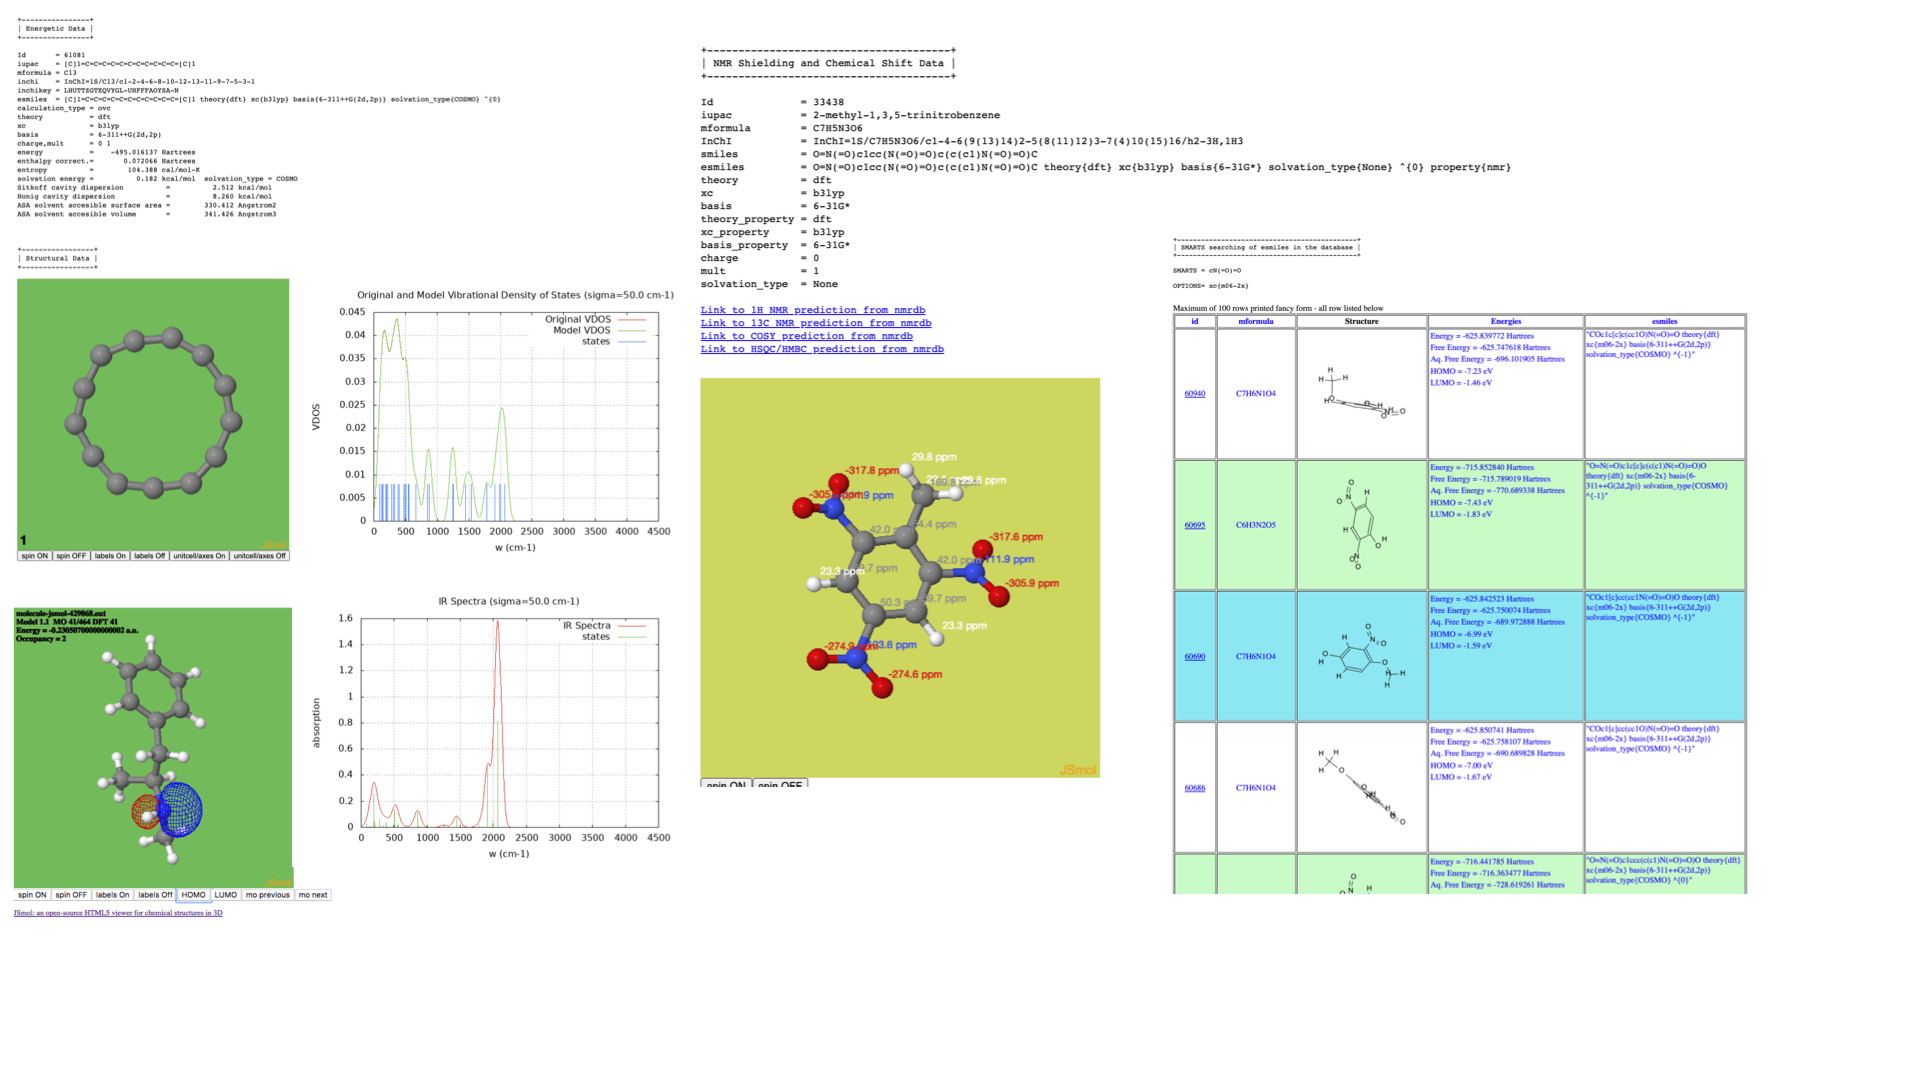 +----------------+
| Energetic Data |
+----------------+
Id = 61081
iupac = [C]1=C=C=C=C=C=C=C=C=C=C=C=[C]1
mformula = C13
inchi = InChI=1S/C13/c1-2-4-6-8-10-12-13-11-9-7-5-3-1
inchikey = LHUTTZGTEQVYGL-UHFFFAOYSA-N
esmiles = [C]1=C=C=C=C=C=C=C=C=C=C=C=[C]1 theory{dft} xc{b3lyp} basis{6-311++G(2d,2p)} solvation_type{COSMO} ^{0}
calculation_type = ovc
theory = dft
xc = b3lyp
basis = 6-311++G(2d,2p)
charge,mult = 0 1
energy = -495.016137 Hartrees
enthalpy correct.= 0.072066 Hartrees
entropy = 104.388 cal/mol-K
solvation energy = 0.182 kcal/mol solvation_type = COSMO
Sitkoff cavity dispersion = 2.512 kcal/mol
Honig cavity dispersion = 8.260 kcal/mol
ASA solvent accesible surface area = 330.412 Angstrom2
ASA solvent accesible volume = 341.426 Angstrom3
+-----------------+
| Structural Data |
+-----------------+
1
JSmol
spin ON spin OFF labels On labels Off unitcell/axes On unitcell/axes Off
Original and Model Vibrational Density of States (sigma=50.0 cm-1)
Original VDOS
Model VDOS
states
VDOS
0.045
0.04
0.035
0.03
0.025
0.02
0.015
0.01
0.005
0
0 500 1000 1500 2000 2500 3000 3500 4000 4500
w (cm-1)
molecule-jsmol-429868.out
Model 1.1 MO 41/464 DFT 41
Energy = -0.23050700000000002 a.u.
Occupancy = 2
JSmol
spin ON spin OFF labels On labels Off HOMO LUMO mo previous mo next
JSmol: an open-source HTML5 viewer for chemical structures in 3D
IR Spectra (sigma=50.0 cm-1)
IR Spectra
states
absorption
1.6
1.4
1.2
1
0.8
0.6
0.4
0.2
0
0 500 1000 1500 2000 2500 3000 3500 4000 4500
w (cm-1)
+---------------------------------------+
| NMR Shielding and Chemical Shift Data |
+---------------------------------------+
Id = 33438
iupac = 2-methyl-1,3,5-trinitrobenzene
mformula = C7H5N3O6
InChI = InChI=1S/C7H5N3O6/c1-4-6(9(13)14)2-5(8(11)12)3-7(4)10(15)16/h2-3H,1H3
smiles = O=N(=O)c1cc(N(=O)=O)c(c(c1)N(=O)=O)C
esmiles = O=N(=O)c1cc(N(=O)=O)c(c(c1)N(=O)=O)C theory{dft} xc{b3lyp} basis{6-31G*} solvation_type{None} ^{0} property{nmr}
theory = dft
xc = b3lyp
basis = 6-31G*
theory_property = dft
xc_property = b3lyp
basis_property = 6-31G*
charge = 0
mult = 1
solvation_type = None
Link to 1H NMR prediction from nmrdb
Link to 13C NMR prediction from nmrdb
Link to COSY prediction from nmrdb
Link to HSQC/HMBC prediction from nmrdb
29.8 ppm
-317.8 ppm
42.0
-317.6 ppm
42.0
-305.9 ppm
23.3 ppm
50.3
23.3 ppm
-274.6 ppm
JSmol
spin ON spin OFF
+------------------------------------------+
| SMARTS searching of esmiles in the database |
+------------------------------------------+
SMARTS = cN(=O)=O
OPTIONS= xc{m06-2x}
Maximum of 100 rows printed fancy form - all row listed below
id mformula Structure Energies esmiles
60940 C7H6N1O4
Energy = -625.839772 Hartrees
Free Energy = -625.747618 Hartrees
Aq. Free Energy = -696.101905 Hartrees
HOMO = -7.23 eV
LUMO = -1.46 eV
"COc1c[c]c(cc1O)N(=O)=O theory{dft}
xc{m06-2x} basis{6-311++G(2d,2p)}
solvation_type{COSMO} ^{-1}"
60695 C6H3N2O5
Energy = -715.852840 Hartrees
Free Energy = -715.789019 Hartrees
Aq. Free Energy = -770.689338 Hartrees
HOMO = -7.43 eV
LUMO = -1.83 eV
"O=N(=O)c1c[c]c(c(c1)N(=O)=O)O
theory{dft} xc{m06-2x} basis{6-
311++G(2d,2p)} solvation_type{COSMO}
^{-1}"
60690 C7H6N1O4
Energy = -625.842523 Hartrees
Free Energy = -625.750074 Hartrees
Aq. Free Energy = -689.972888 Hartrees
HOMO = -6.99 eV
LUMO = -1.59 eV
"COc1[c]cc(cc1N(=O)=O)O theory{dft}
xc{m06-2x} basis{6-311++G(2d,2p)}
solvation_type{COSMO} ^{-1}"
60686 C7H6N1O4
Energy = -625.850741 Hartrees
Free Energy = -625.758107 Hartrees
Aq. Free Energy = -690.689828 Hartrees
HOMO = -7.00 eV
LUMO = -1.67 eV
"COc1[c]cc(cc1O)N(=O)=O theory{dft}
xc{m06-2x} basis{6-311++G(2d,2p)}
solvation_type{COSMO} ^{-1}"
Energy = -716.441785 Hartrees
Free Energy = -716.363477 Hartrees
Aq. Free Energy = -728.619261 Hartrees
"O=N(=O)c1ccc(c(c1)N(=O)=O)O theory{dft}
xc{m06-2x} basis{6-311++G(2d,2p)}
solvation_type{COSMO} ^{0}"